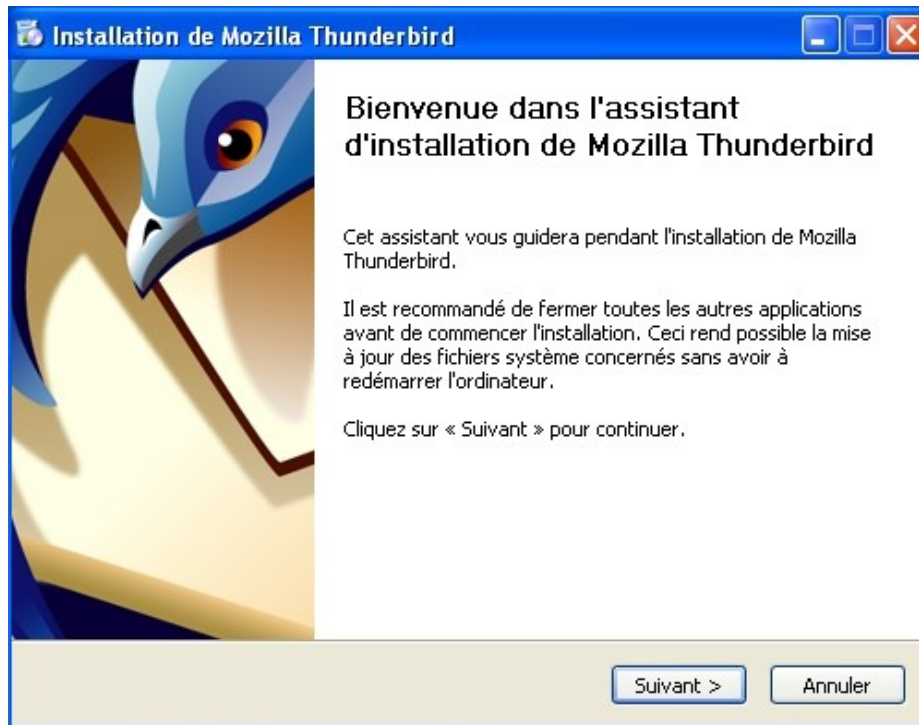 Installation de Mozilla Thunderbird
Bienvenue dans l'assistant
d'installation de Mozilla Thunderbird
Cet assistant vous guidera pendant l'installation de Mozilla
Thunderbird.
Il est recommandé de fermer toutes les autres applications
avant de commencer l'installation. Ceci rend possible la mise
à jour des fichiers système concernés sans avoir à
redémarrer l'ordinateur.
Cliquez sur « Suivant » pour continuer.
Suivant >
Annuler